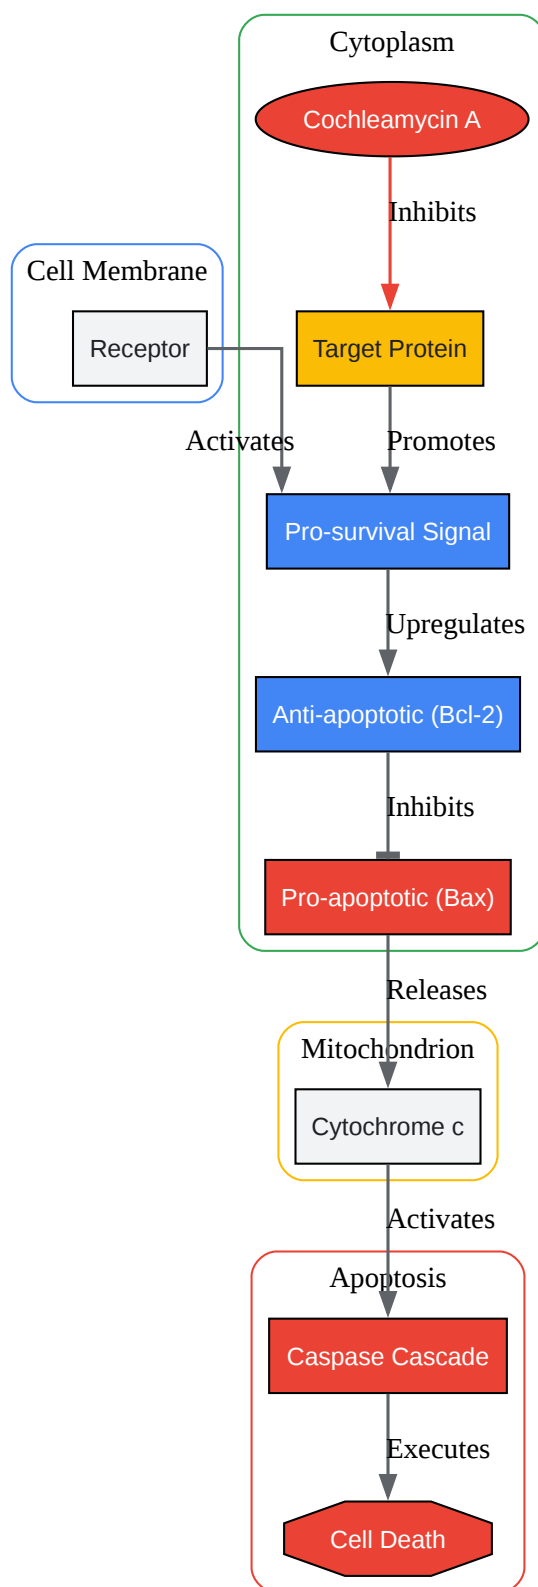 Cytoplasm
Cochleamycin A
Inhibits
Cell Membrane
Receptor
Target Protein
Activates
Promotes
Pro-survival Signal
Upregulates
Anti-apoptotic (Bcl-2)
Inhibits
Pro-apoptotic (Bax)
Releases
Mitochondrion
Cytochrome c
Activates
Apoptosis
Caspase Cascade
Executes
Cell Death